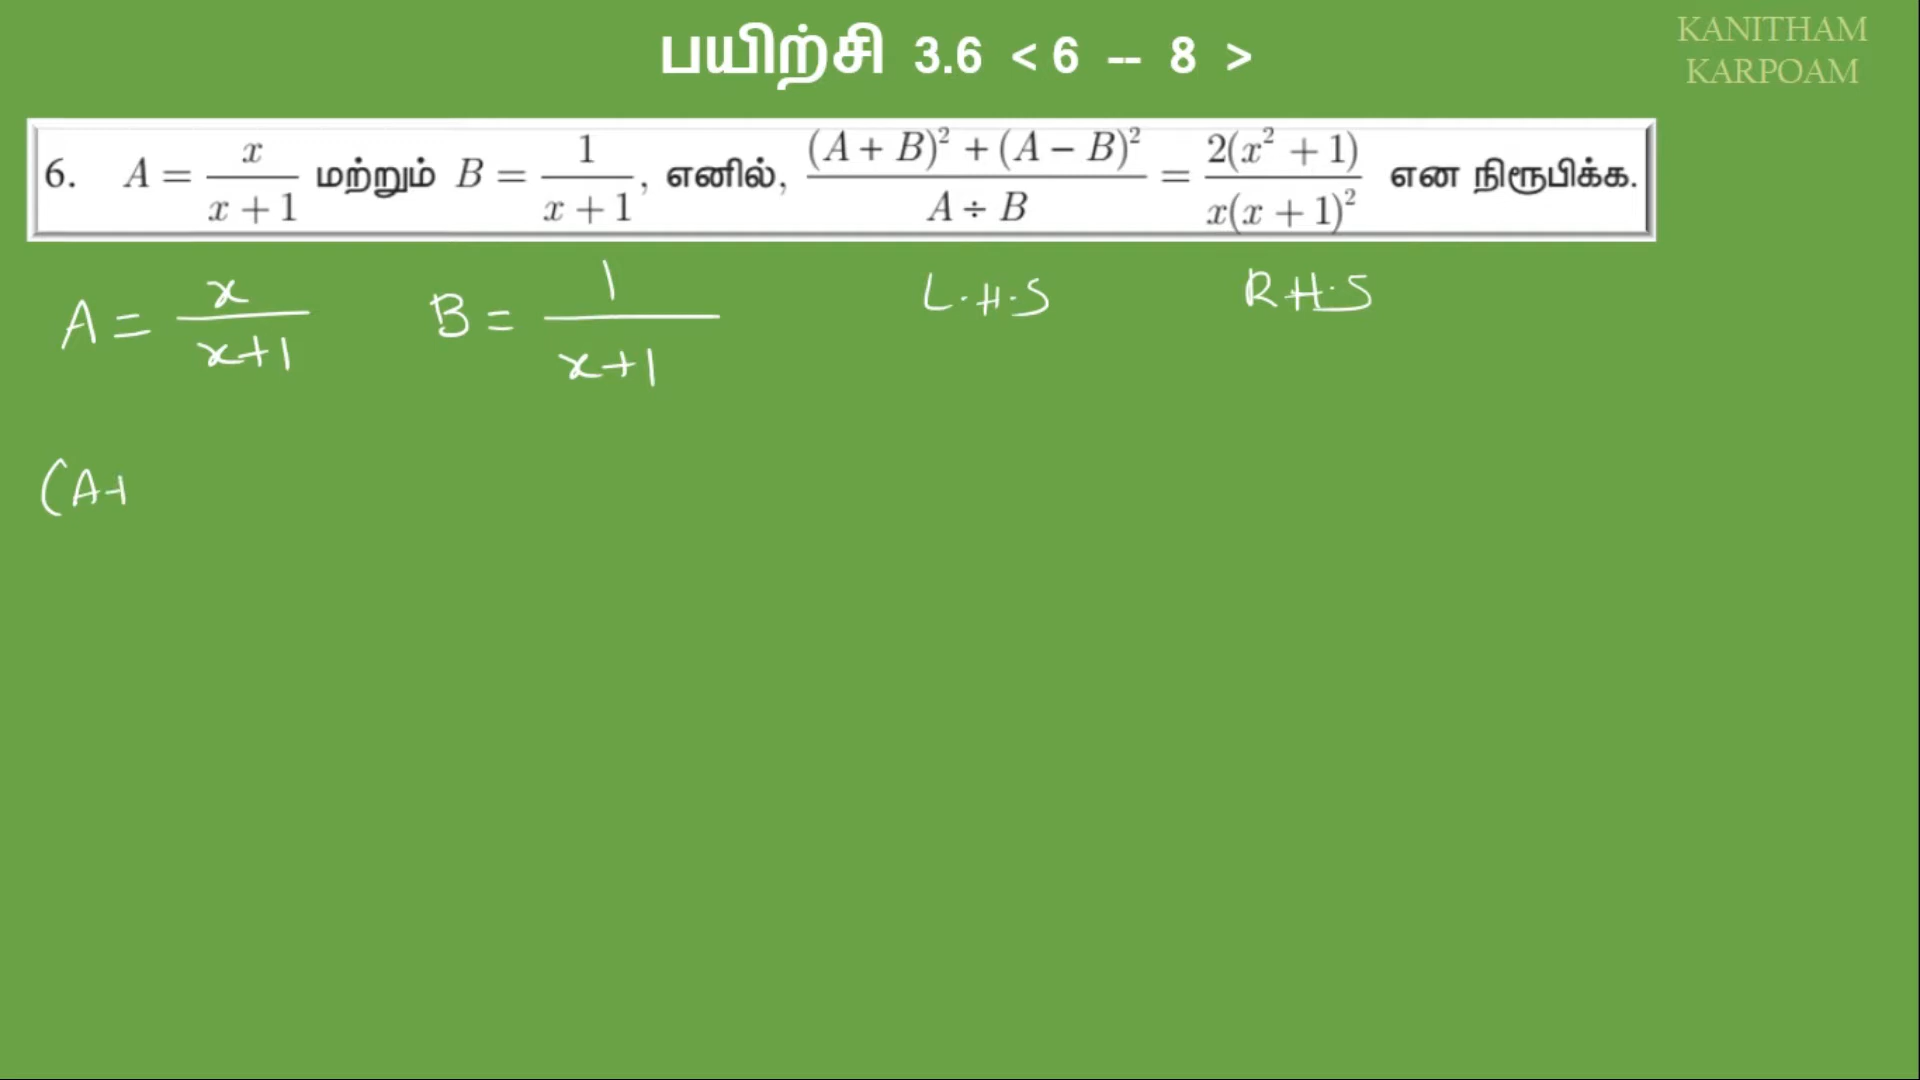 பயிற்சி 3.6 < 6 -- 8 >
KANITHAM
KARPOAM
6. A = x/(x + 1) மற்றும் B = 1/(x + 1), எனில், ((A + B)² + (A − B)²)/(A ÷ B) = 2(x² + 1)/(x(x + 1)²) என நிரூபிக்க.
A = x/(x+1) B = 1/(x+1) L.H.S R.H.S
(A+